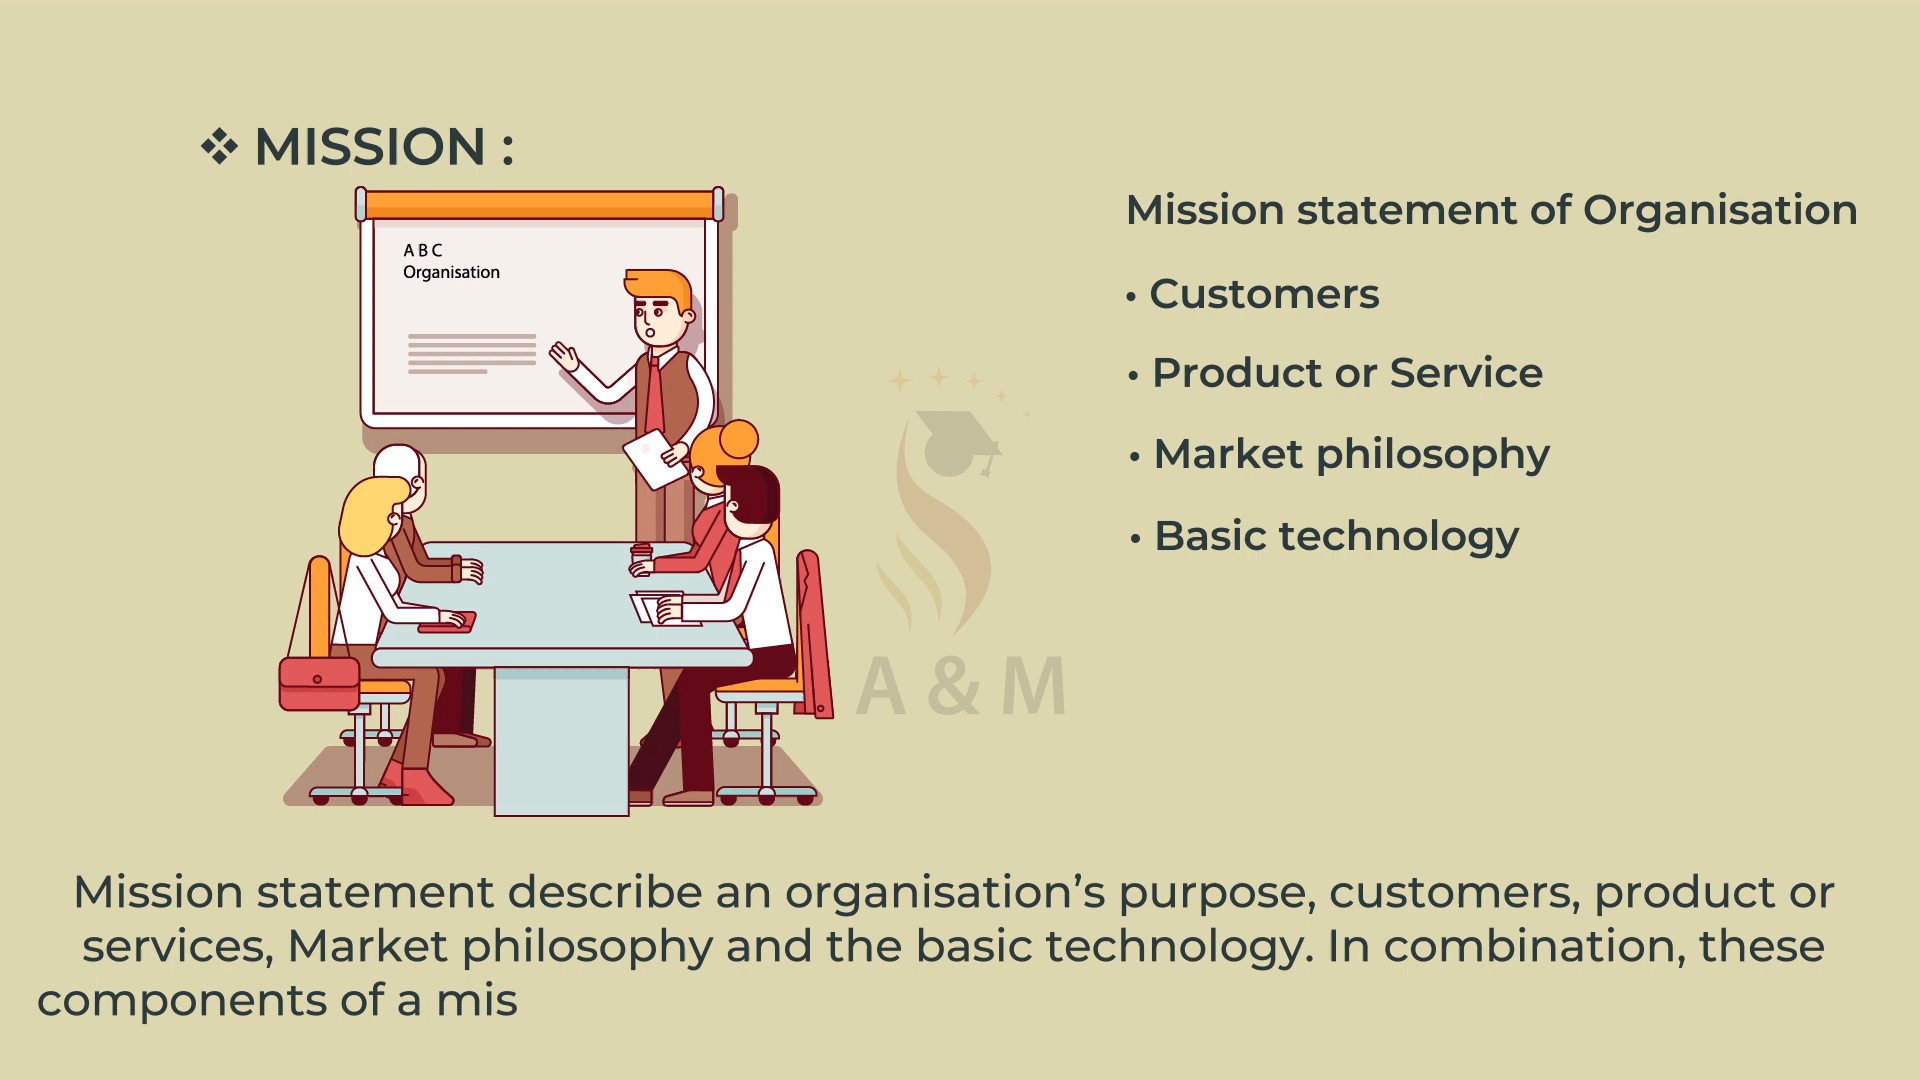 ❖ MISSION :
A B C
Organisation
Mission statement of Organisation
• Customers
• Product or Service
• Market philosophy
• Basic technology
A & M
Mission statement describe an organisation’s purpose, customers, product or
services, Market philosophy and the basic technology. In combination, these
components of a mis